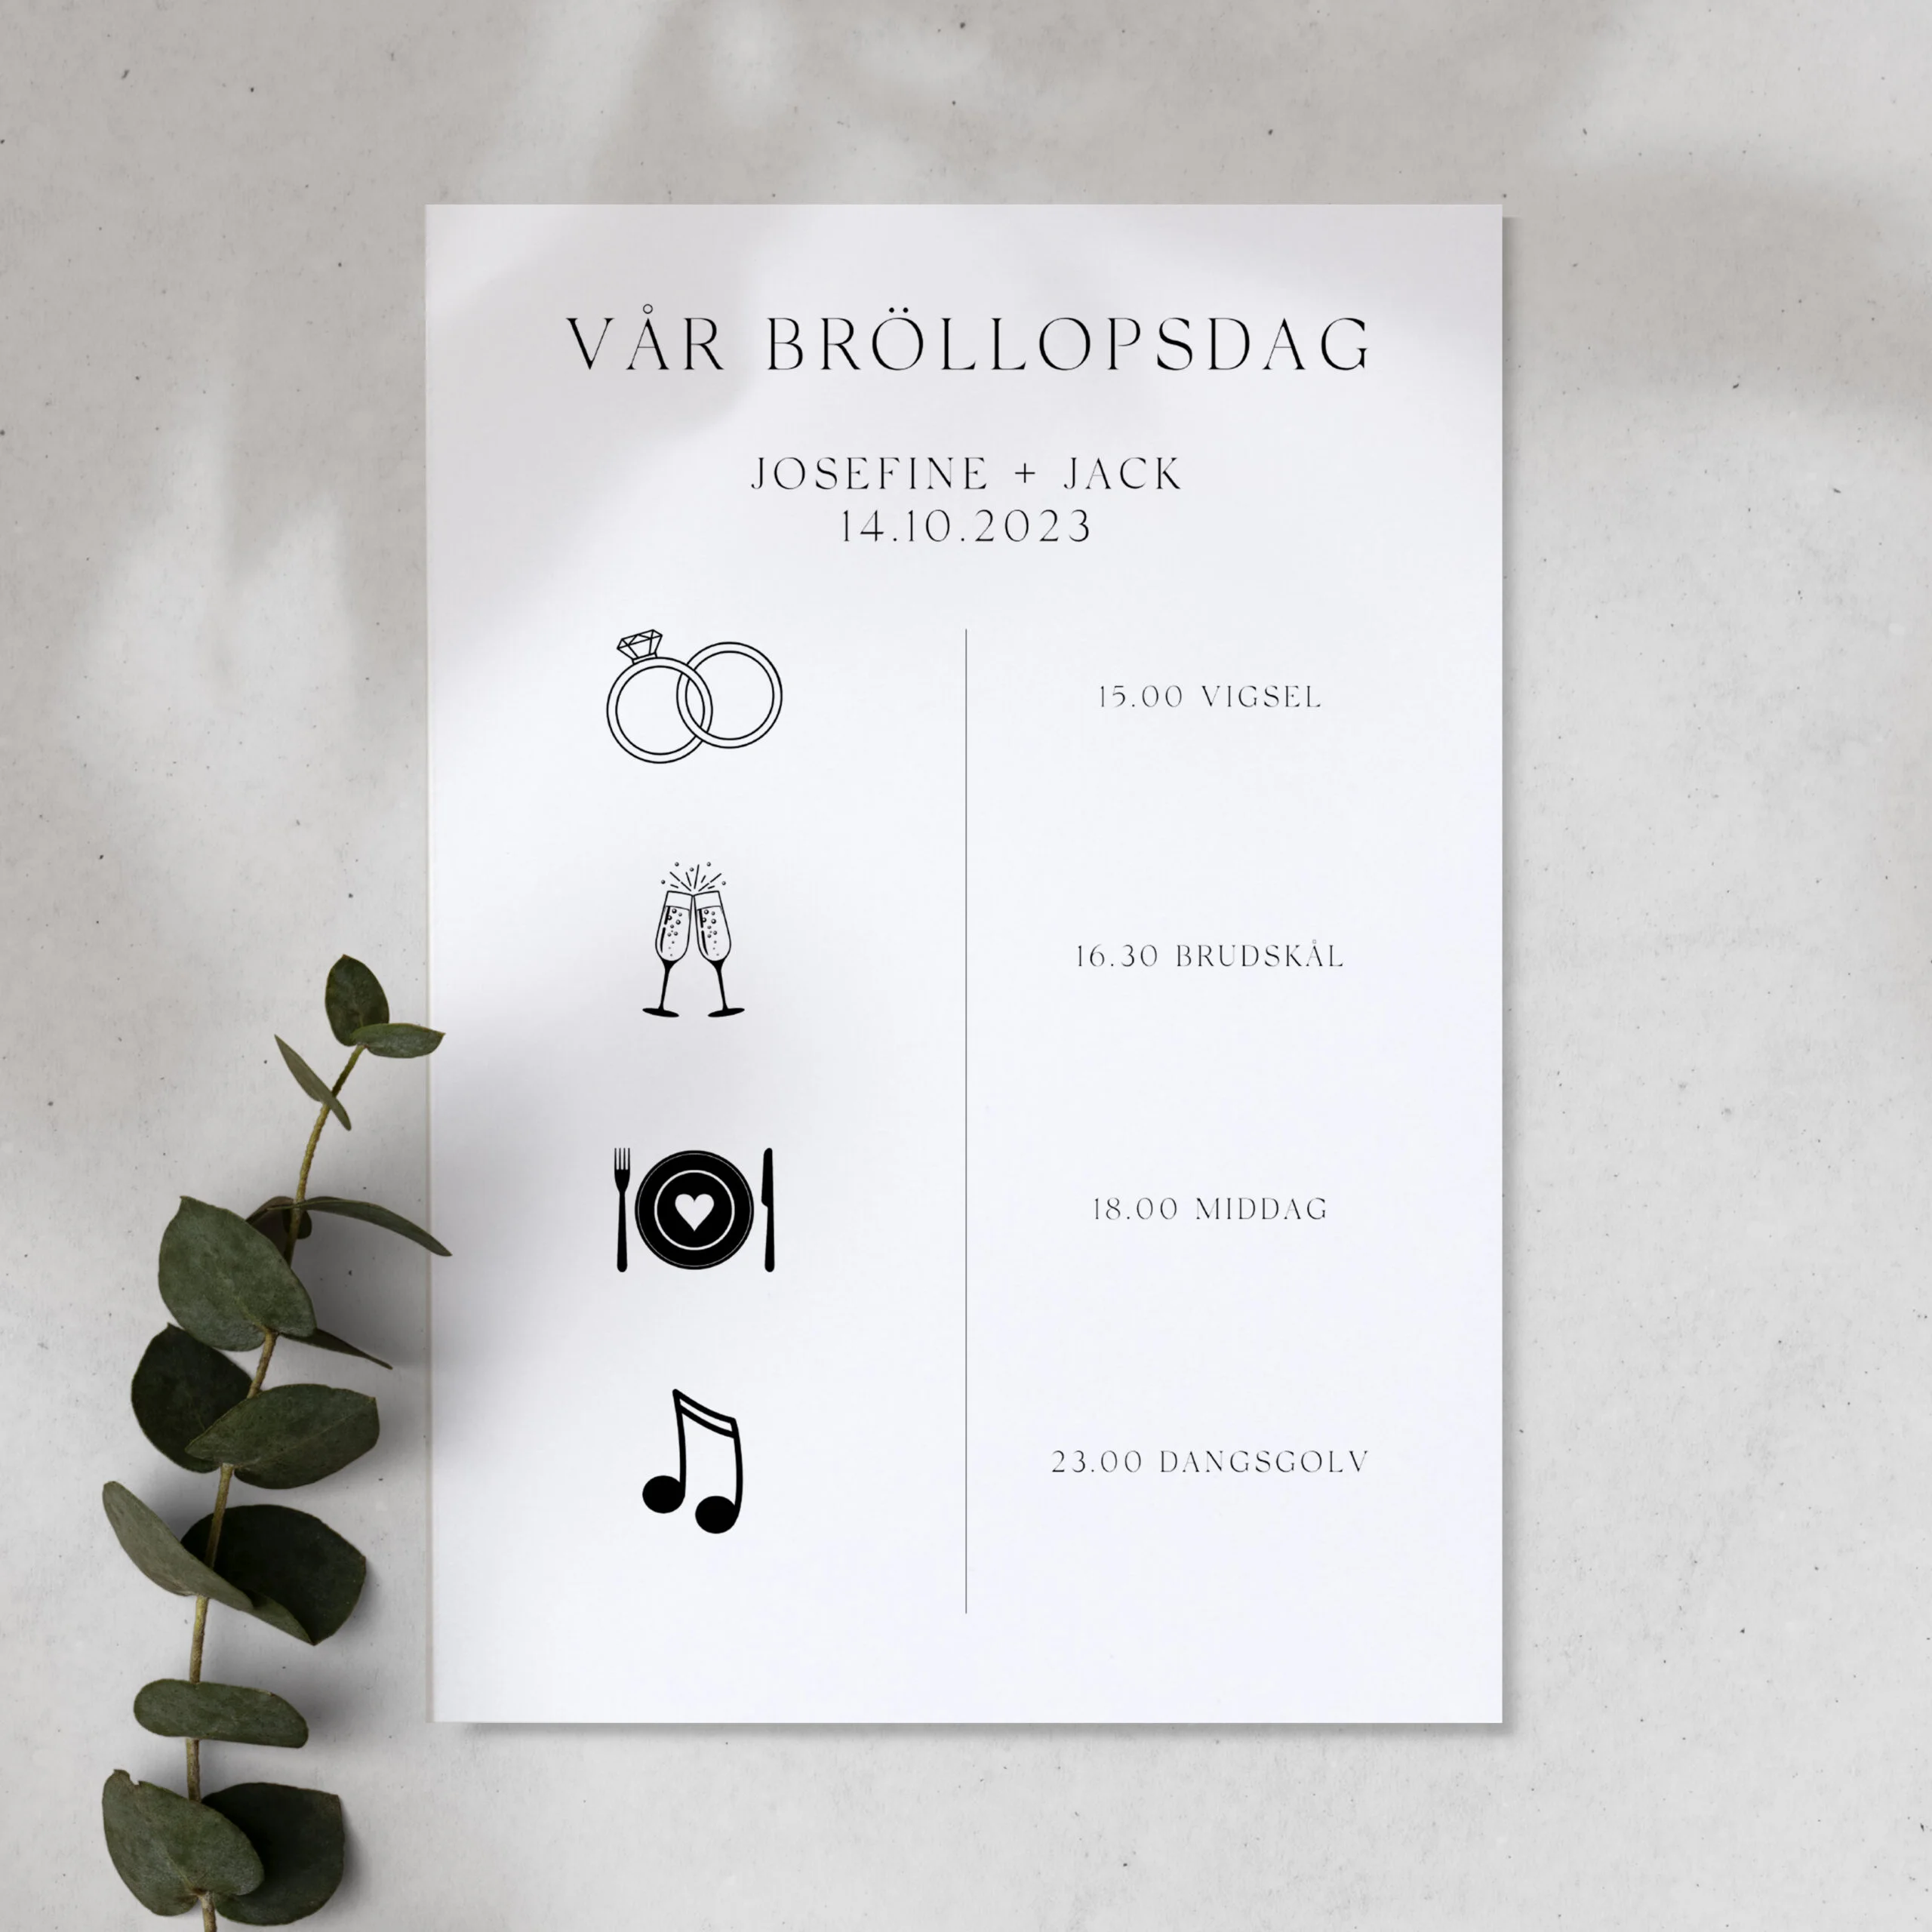 VÅR BRÖLLOPSDAG
JOSEFINE + JACK
14.10.2023
15.00 VIGSEL
16.30 BRUDSKÅL
18.00 MIDDAG
23.00 DANGSGOLV